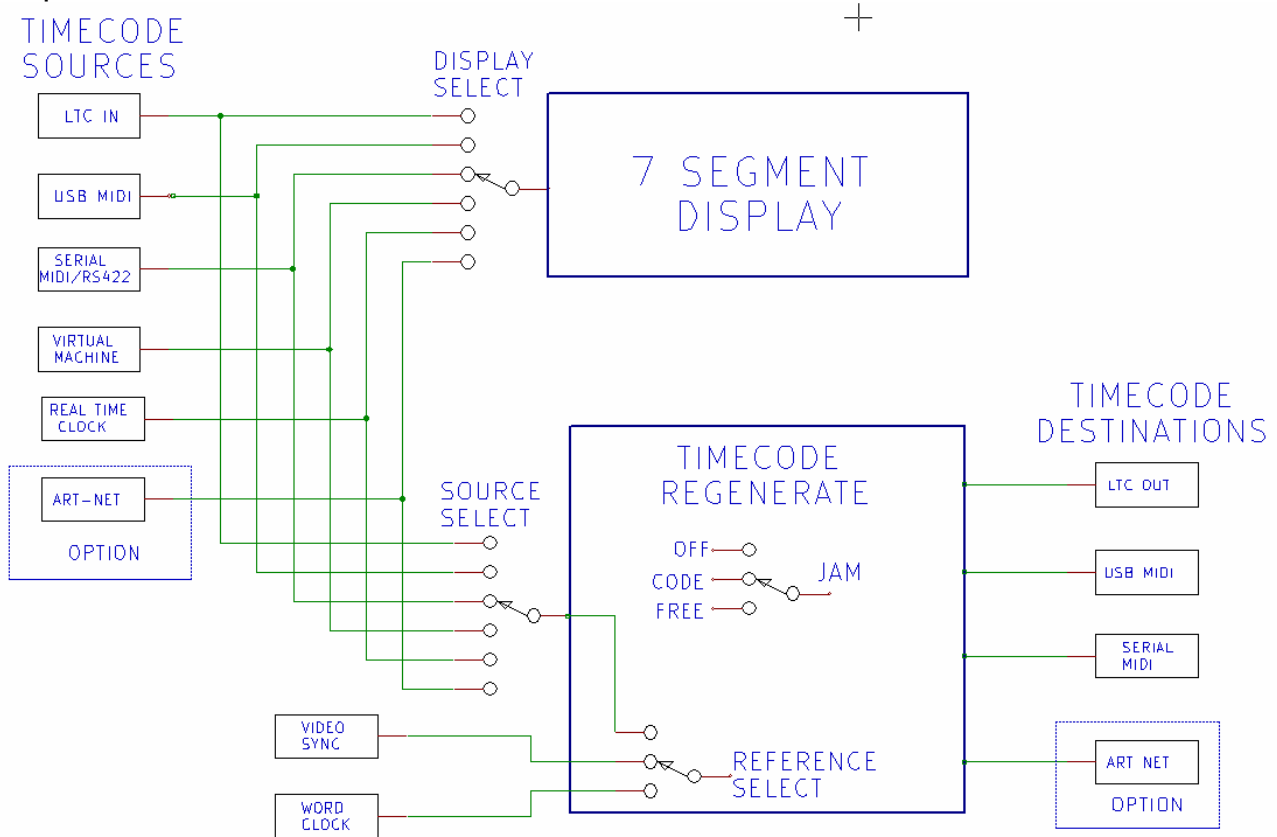 TIMECODE
SOURCES
LTC IN
USB MIDI
SERIAL
MIDI/RS422
VIRTUAL
MACHINE
REAL TIME
CLOCK
ART-NET
OPTION
DISPLAY
SELECT
7 SEGMENT
DISPLAY
SOURCE
SELECT
TIMECODE
REGENERATE
OFF
CODE
FREE
JAM
VIDEO
SYNC
WORD
CLOCK
REFERENCE
SELECT
TIMECODE
DESTINATIONS
LTC OUT
USB MIDI
SERIAL
MIDI
ART NET
OPTION